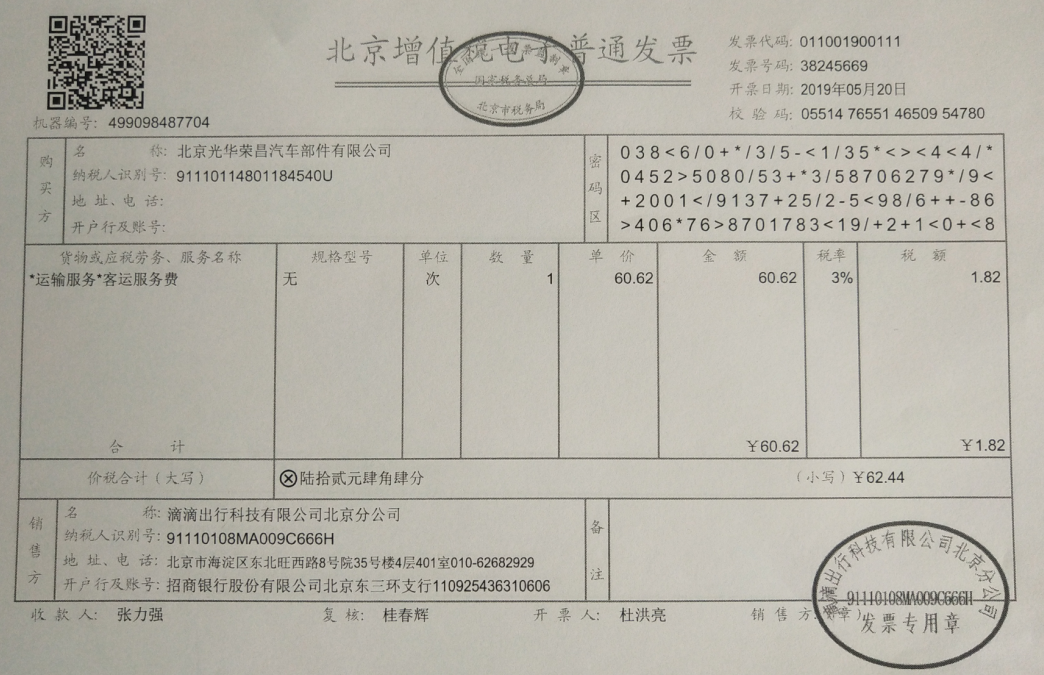 北京增值税电子普通发票
全国统一发票监制章
国家税务总局
北京市税务局
发票代码: 011001900111
发票号码: 38245669
开票日期: 2019年05月20日
校验码: 05514 76551 46509 54780
机器编号: 499098487704
购买方
名称: 北京光华荣昌汽车部件有限公司
纳税人识别号: 91110114801184540U
地址、电话:
开户行及账号:
密码区
038<6/0+*/3/5-<1/35*<><4<4/*
0452>5080/53+*3/58706279*/9<
+2001</9137+25/2-5<98/6++-86
>406*76>8701783<19/+2+1<0+<8
货物或应税劳务、服务名称 规格型号 单位 数量 单价 金额 税率 税额
*运输服务*客运服务费 无 次 1 60.62 60.62 3% 1.82
合计 ￥60.62 ￥1.82
价税合计（大写） ⊗陆拾贰元肆角肆分 （小写）￥62.44
销售方
名称: 滴滴出行科技有限公司北京分公司
纳税人识别号: 91110108MA009C666H
地址、电话: 北京市海淀区东北旺西路8号院35号楼4层401室010-62682929
开户行及账号: 招商银行股份有限公司北京东三环支行110925436310606
备注
收款人: 张力强 复核: 桂春辉 开票人: 杜洪亮 销售方:（章）
滴滴出行科技有限公司北京分公司
91110108MA009C666H
发票专用章